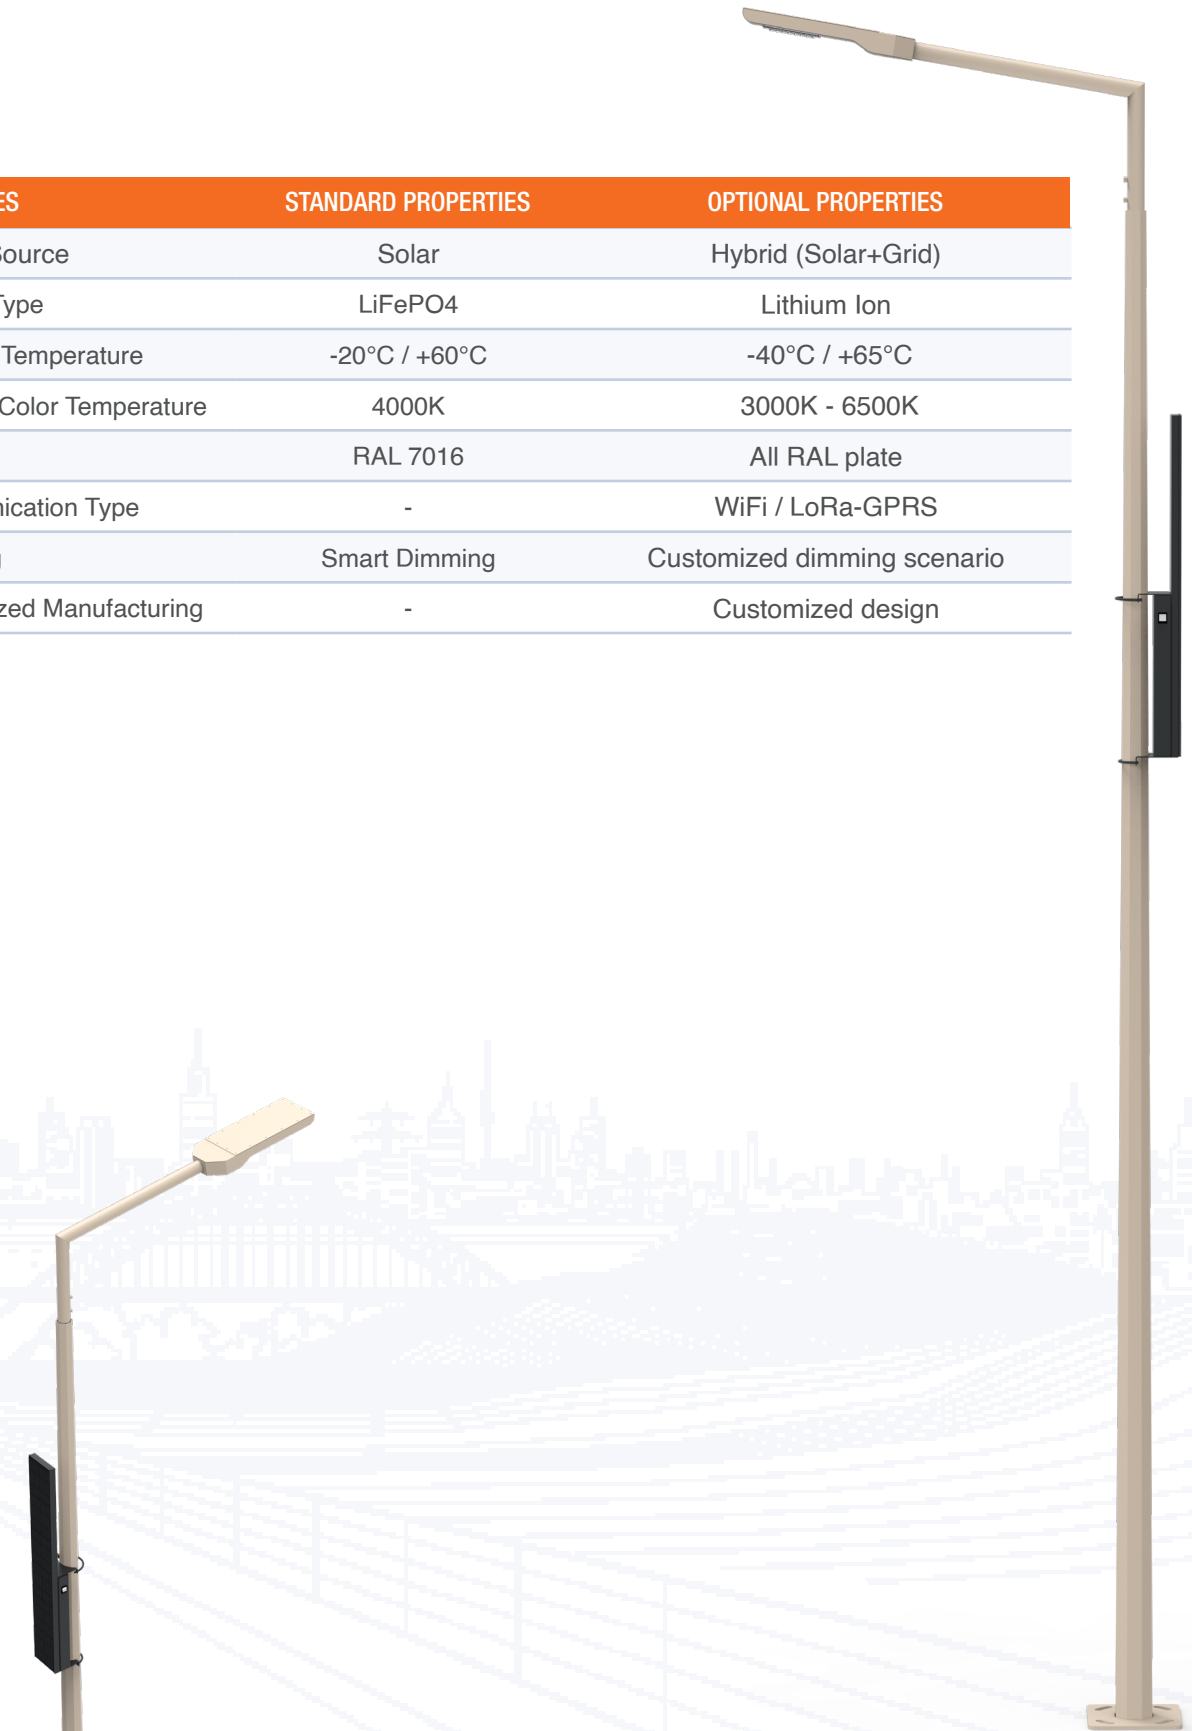 ES STANDARD PROPERTIES OPTIONAL PROPERTIES
Source Solar Hybrid (Solar+Grid)
Type LiFePO4 Lithium Ion
Temperature -20°C / +60°C -40°C / +65°C
Color Temperature 4000K 3000K - 6500K
RAL 7016 All RAL plate
ication Type - WiFi / LoRa-GPRS
Smart Dimming Customized dimming scenario
zed Manufacturing - Customized design